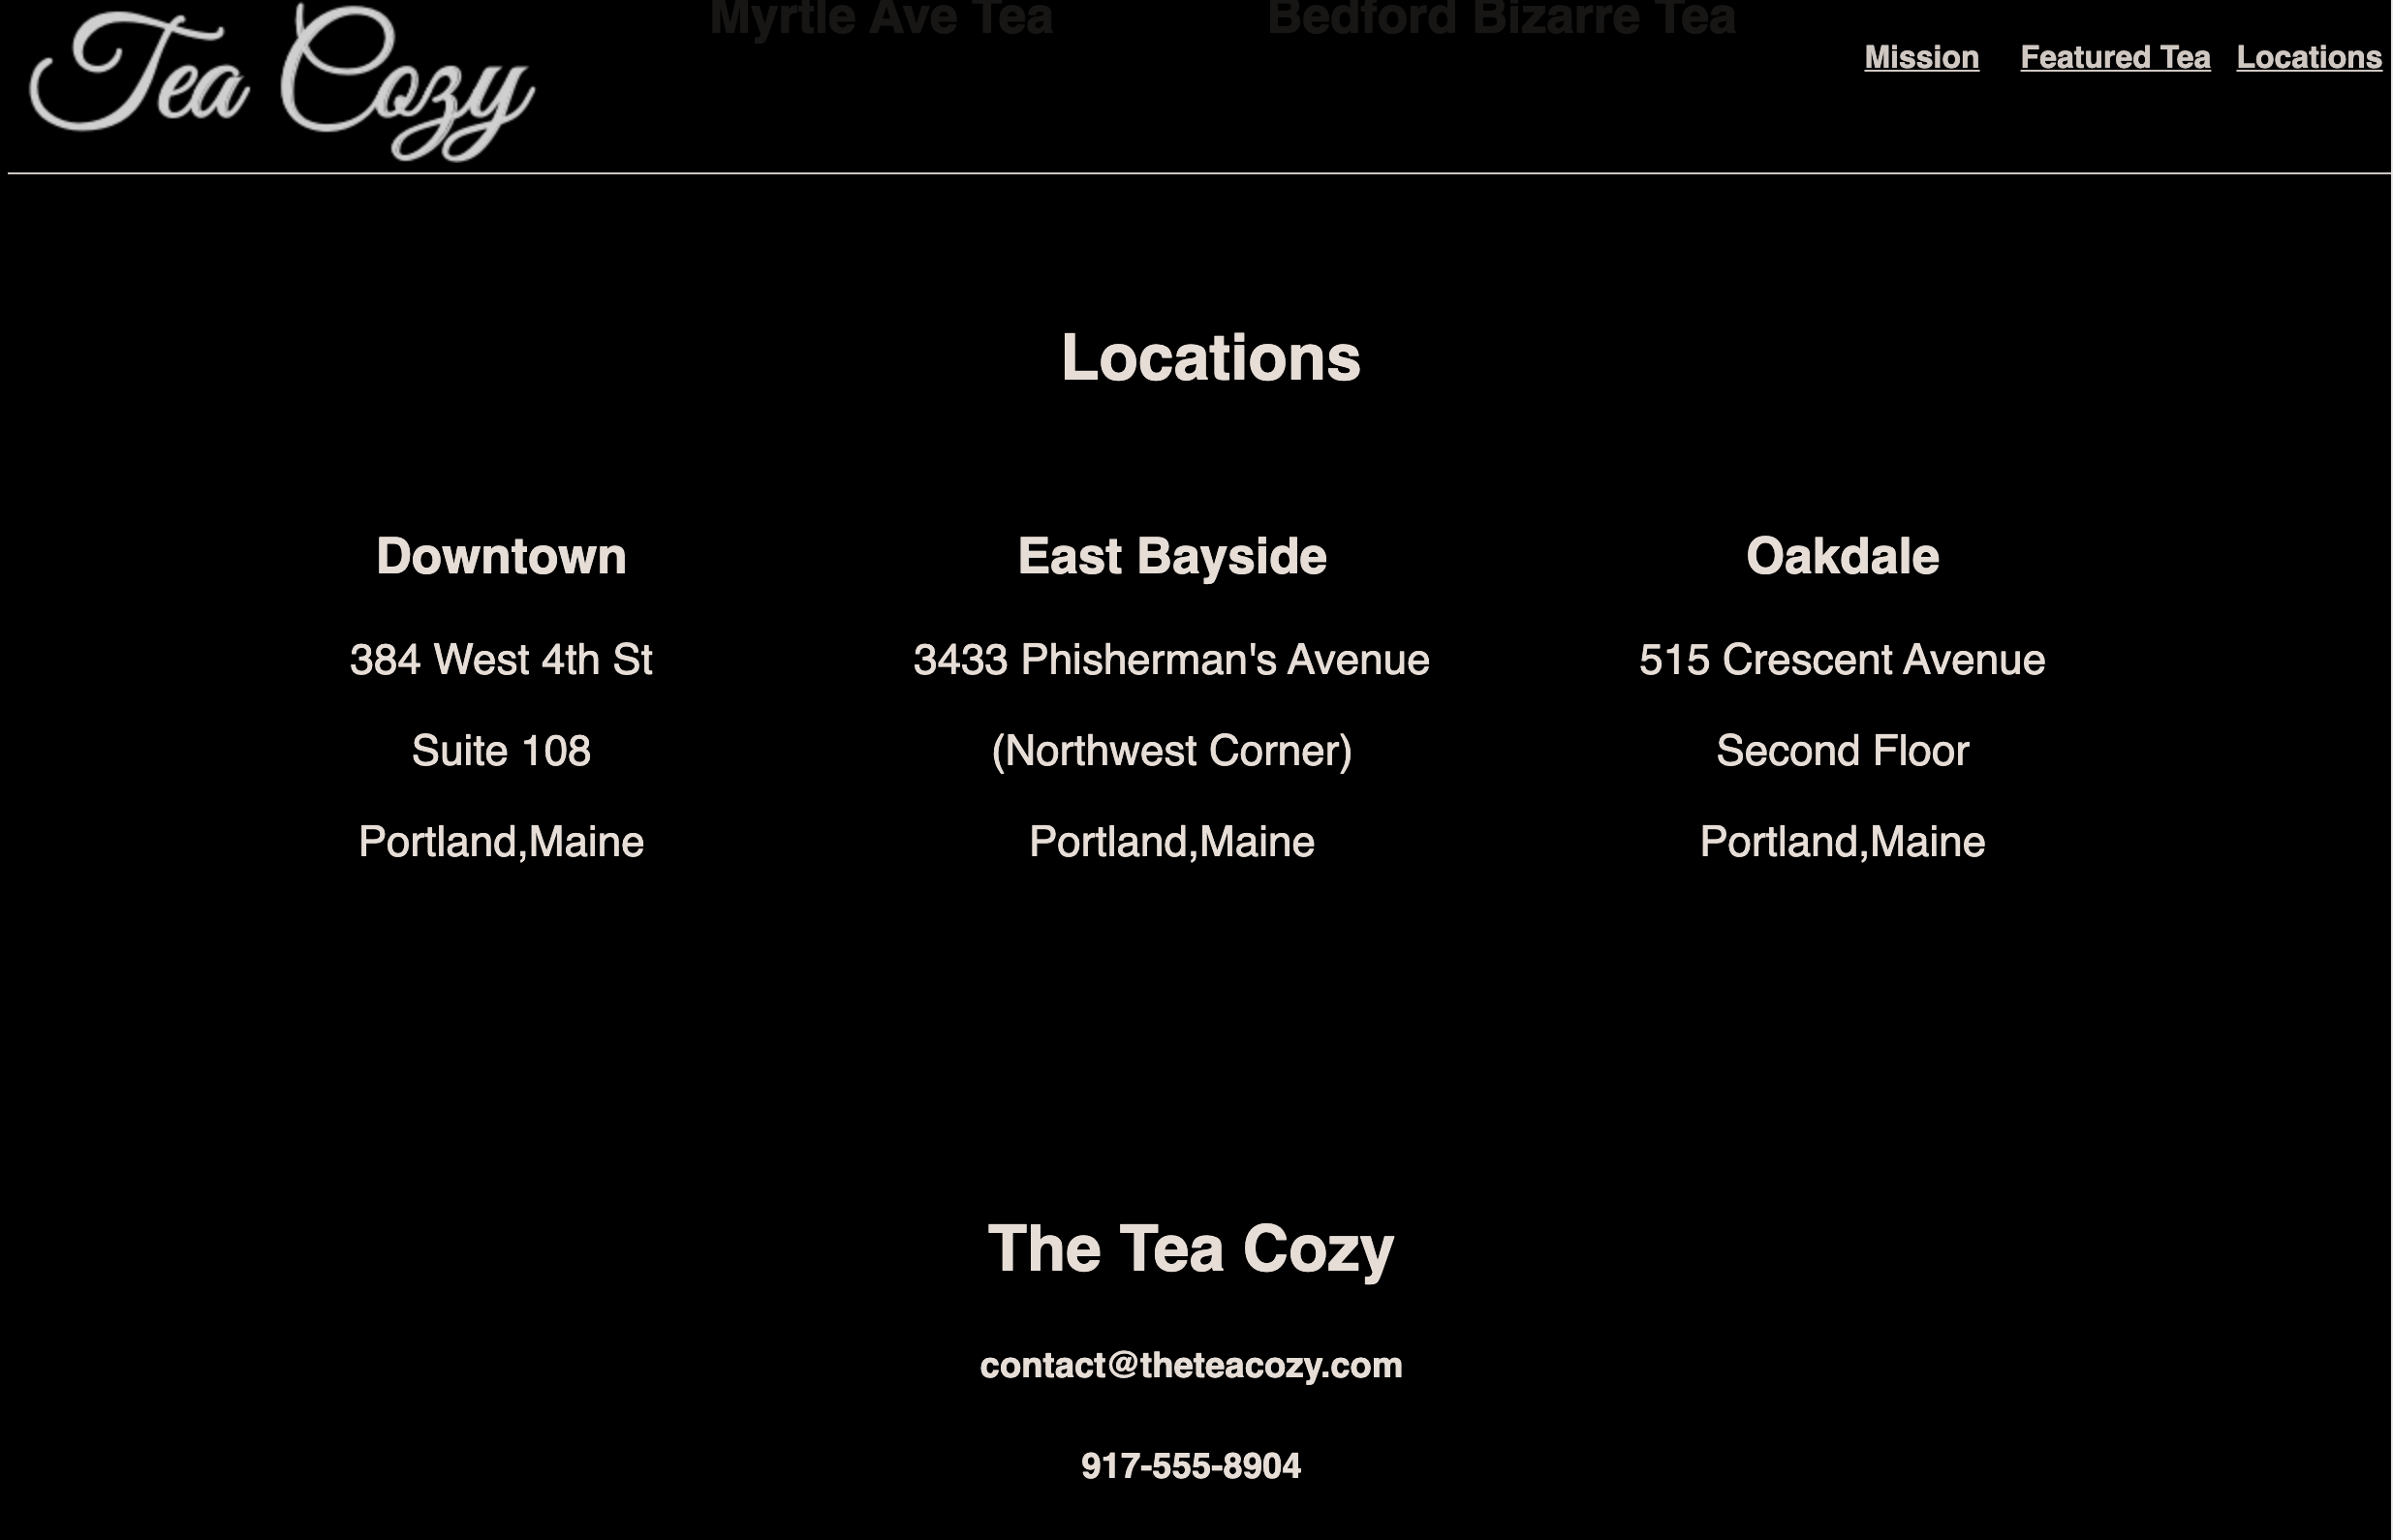 Myrtle Ave Tea Bedford Bizarre Tea
Tea Cozy
Mission Featured Tea Locations
Locations
Downtown East Bayside Oakdale
384 West 4th St 3433 Phisherman's Avenue 515 Crescent Avenue
Suite 108 (Northwest Corner) Second Floor
Portland,Maine Portland,Maine Portland,Maine
The Tea Cozy
contact@theteacozy.com
917-555-8904